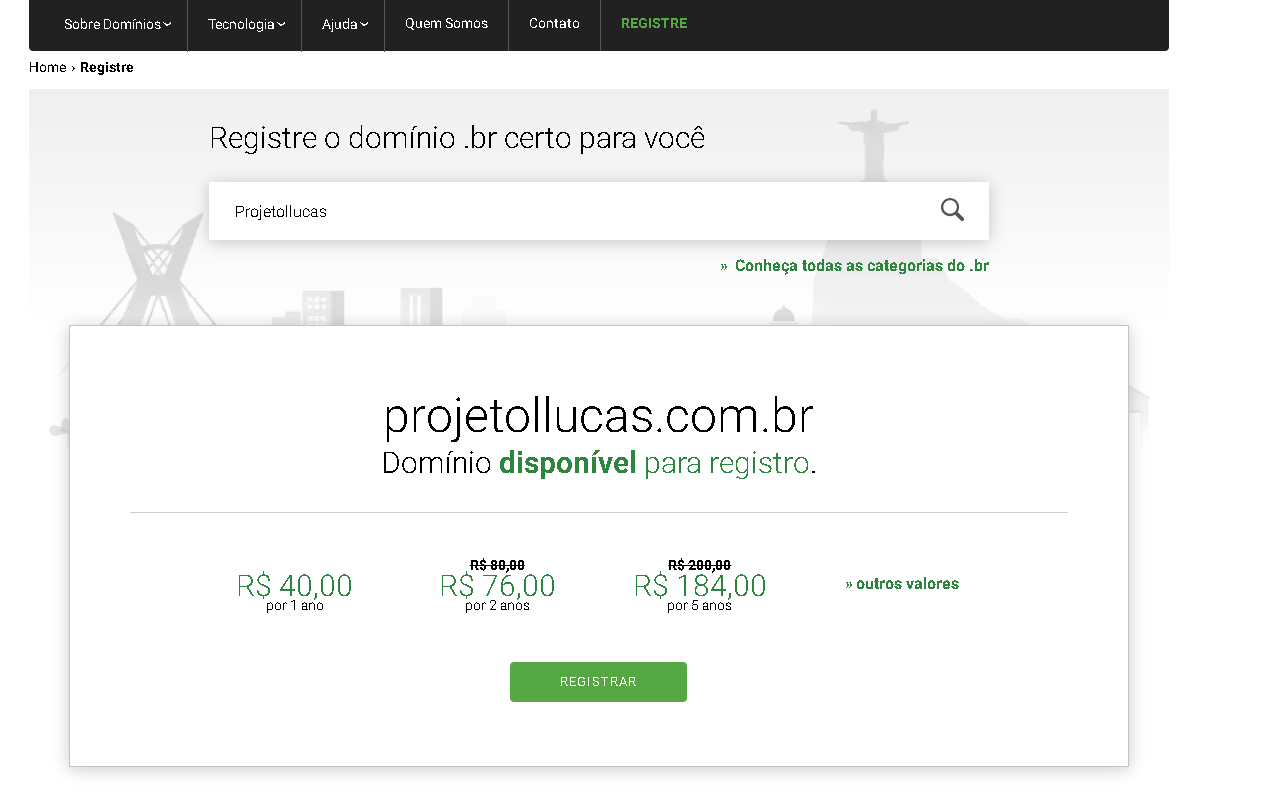 Sobre Domínios Tecnologia Ajuda Quem Somos Contato REGISTRE
Home › Registre
Registre o domínio .br certo para você
Projetollucas
» Conheça todas as categorias do .br
projetollucas.com.br
Domínio disponível para registro.
R$ 80,00 R$ 200,00
R$ 40,00 R$ 76,00 R$ 184,00 » outros valores
por 1 ano por 2 anos por 5 anos
REGISTRAR